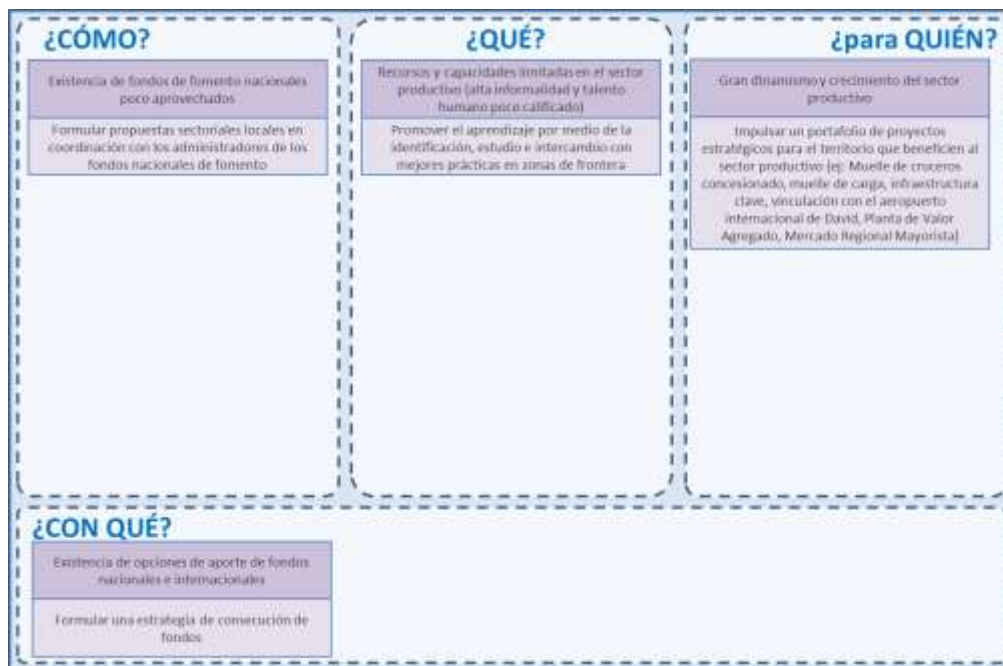 ¿CÓMO?
Existencia de fondos de fomento nacionales
poco aprovechados
Formular propuestas sectoriales locales en
coordinación con los administradores de los
fondos nacionales de fomento
¿QUÉ?
Recursos y capacidades limitadas en el sector
productivo (alta informalidad y talento
humano poco calificado)
Promover el aprendizaje por medio de la
identificación, estudio e intercambio con
mejores prácticas en zonas de frontera
¿para QUIÉN?
Gran dinamismo y crecimiento del sector
productivo
Impulsar un portafolio de proyectos
estratégicos para el territorio que beneficien al
sector productivo (ej: Muelle de cruceros
concesionado, muelle de carga, infraestructura
clave, vinculación con el aeropuerto
internacional de David, Planta de Valor
Agregado, Mercado Regional Mayorista)
¿CON QUÉ?
Existencia de opciones de aporte de fondos
nacionales e internacionales
Formular una estrategia de consecución de
fondos